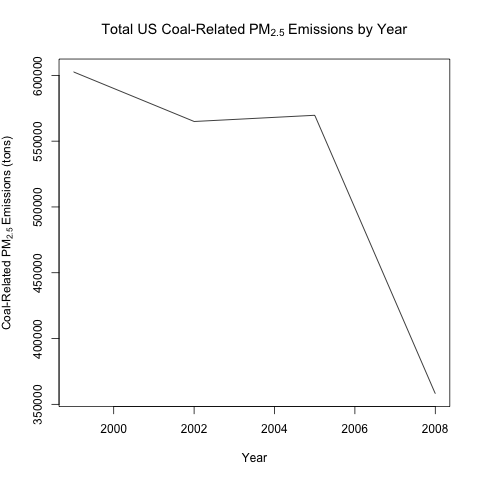 Total US Coal-Related PM2.5 Emissions by Year
Coal-Related PM2.5 Emissions (tons)
600000
550000
500000
450000
400000
350000
2000 2002 2004 2006 2008
Year